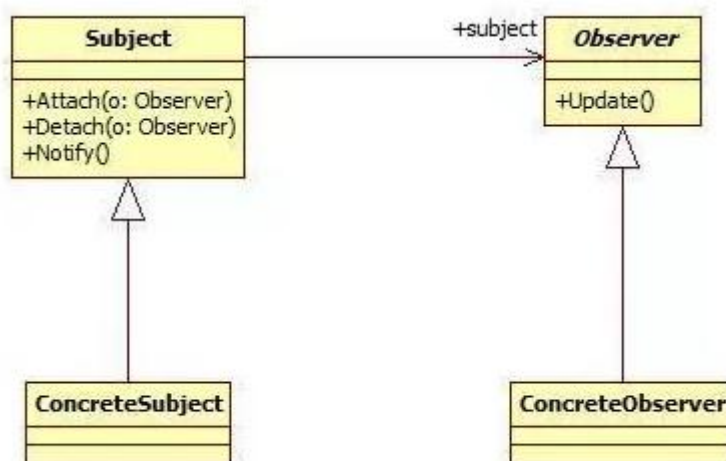 Subject
+Attach(o: Observer)
+Detach(o: Observer)
+Notify()
+subject
Observer
+Update()
ConcreteSubject
ConcreteObserver